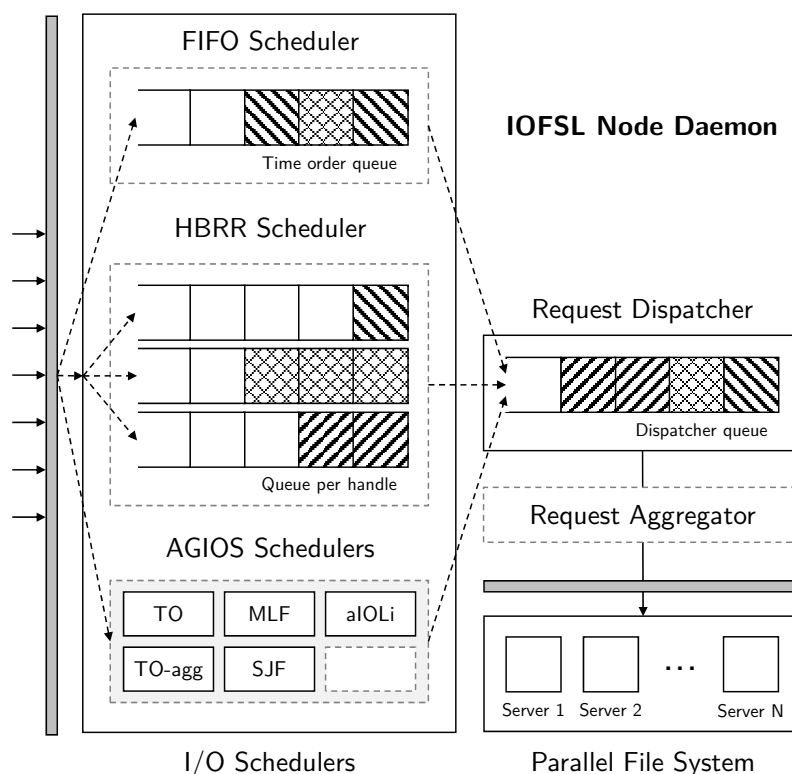 FIFO Scheduler
Time order queue
IOFSL Node Daemon
HBRR Scheduler
Queue per handle
Request Dispatcher
Dispatcher queue
Request Aggregator
AGIOS Schedulers
TO
MLF
aIOLi
TO-agg
SJF
...
Server 1
Server 2
Server N
I/O Schedulers
Parallel File System